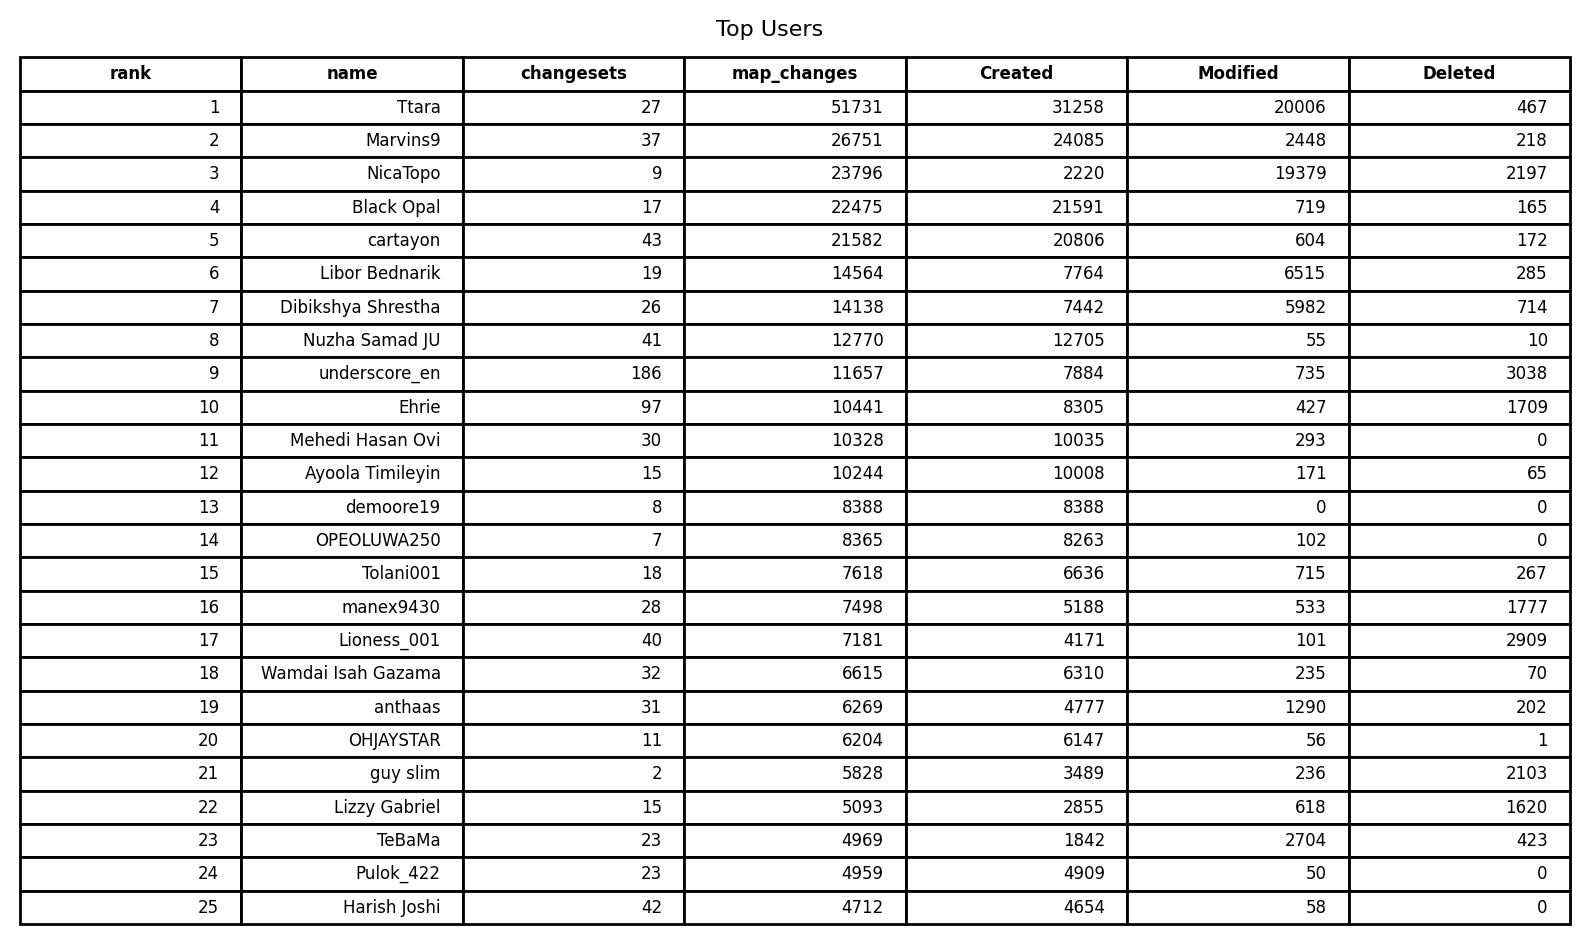 Top Users
rank name changesets map_changes Created Modified Deleted
1 Ttara 27 51731 31258 20006 467
2 Marvins9 37 26751 24085 2448 218
3 NicaTopo 9 23796 2220 19379 2197
4 Black Opal 17 22475 21591 719 165
5 cartayon 43 21582 20806 604 172
6 Libor Bednarik 19 14564 7764 6515 285
7 Dibikshya Shrestha 26 14138 7442 5982 714
8 Nuzha Samad JU 41 12770 12705 55 10
9 underscore_en 186 11657 7884 735 3038
10 Ehrie 97 10441 8305 427 1709
11 Mehedi Hasan Ovi 30 10328 10035 293 0
12 Ayoola Timileyin 15 10244 10008 171 65
13 demoore19 8 8388 8388 0 0
14 OPEOLUWA250 7 8365 8263 102 0
15 Tolani001 18 7618 6636 715 267
16 manex9430 28 7498 5188 533 1777
17 Lioness_001 40 7181 4171 101 2909
18 Wamdai Isah Gazama 32 6615 6310 235 70
19 anthaas 31 6269 4777 1290 202
20 OHJAYSTAR 11 6204 6147 56 1
21 guy slim 2 5828 3489 236 2103
22 Lizzy Gabriel 15 5093 2855 618 1620
23 TeBaMa 23 4969 1842 2704 423
24 Pulok_422 23 4959 4909 50 0
25 Harish Joshi 42 4712 4654 58 0